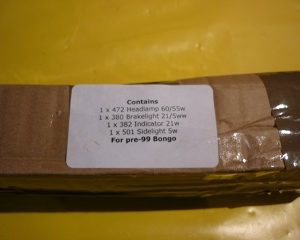 Contains
1 x 472 Headlamp 60/55w
1 x 380 Brakelight 21/5ww
1 x 382 Indicator 21w
1 x 501 Sidelight 5w
For pre-99 Bongo